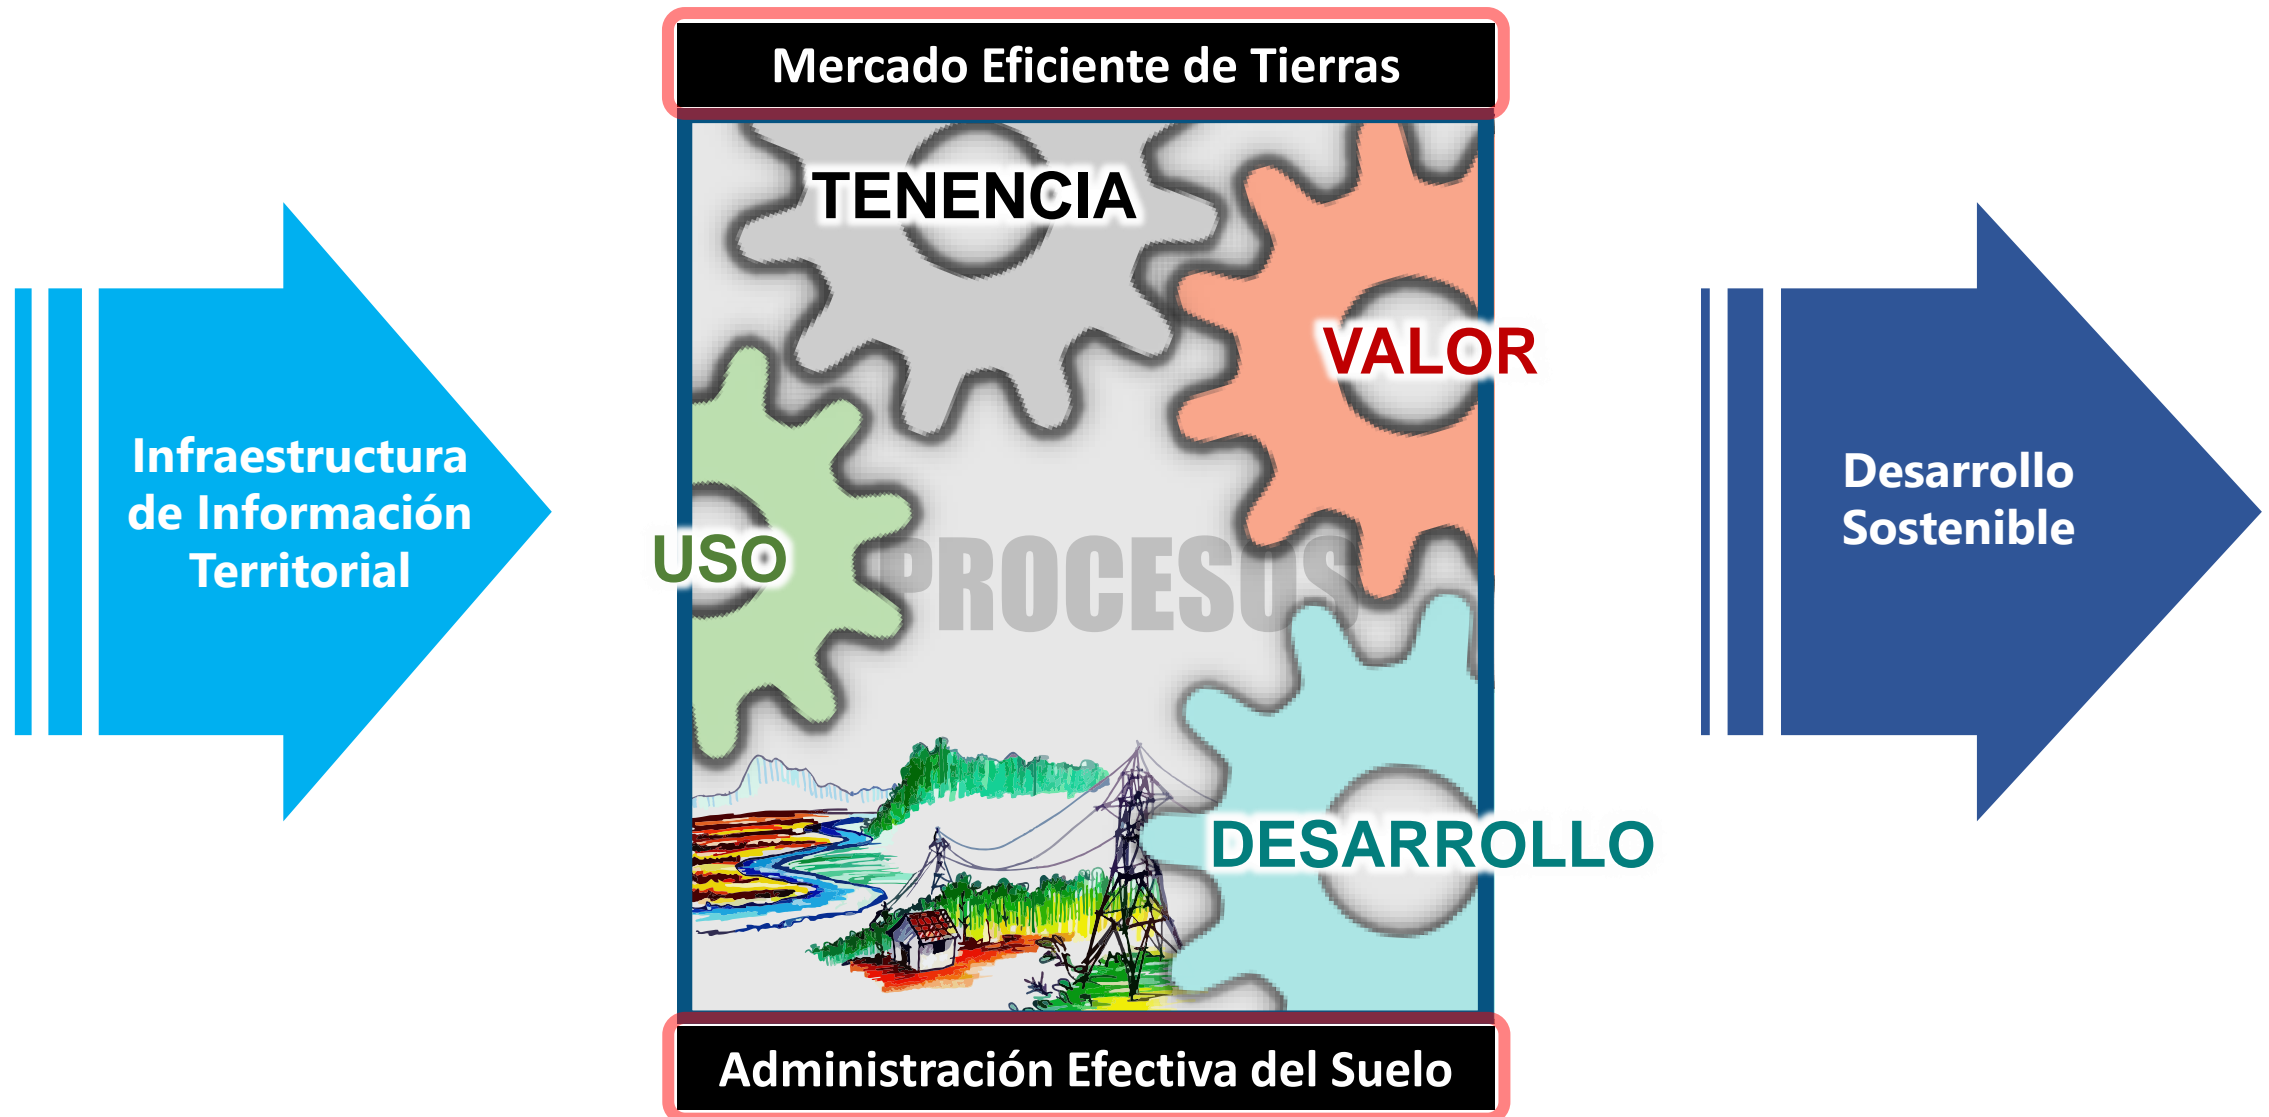 Mercado Eficiente de Tierras
TENENCIA
VALOR
Infraestructura
de Información
Territorial
USO
PROCESOS
DESARROLLO
Administración Efectiva del Suelo
Desarrollo
Sostenible